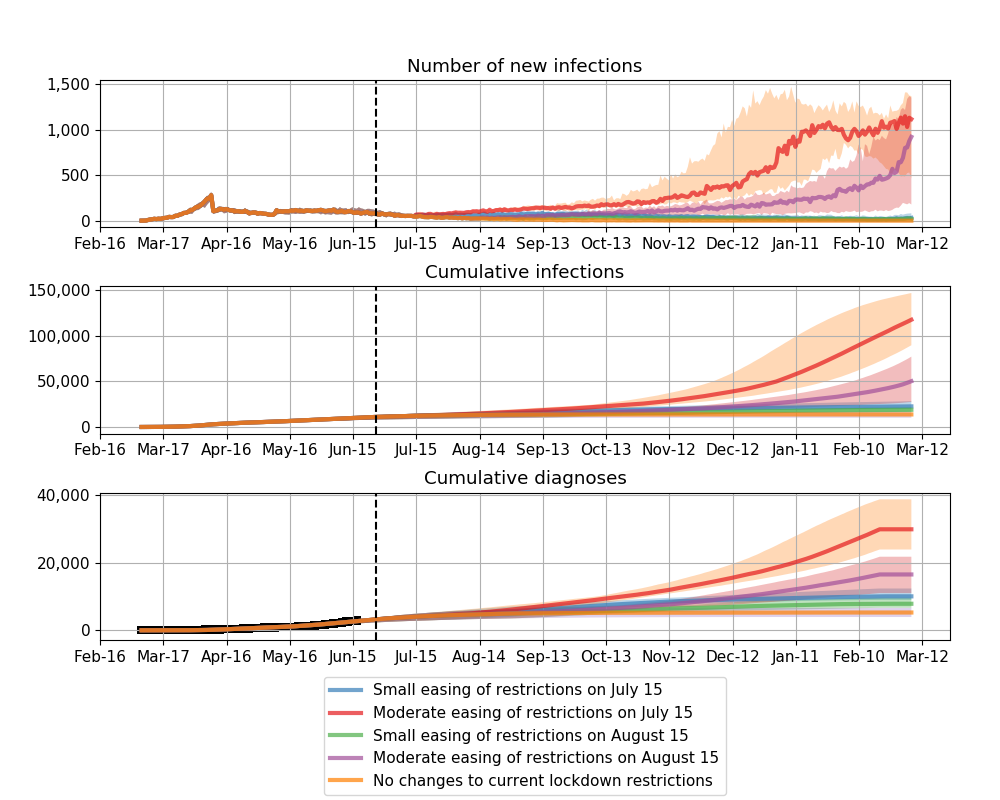 Number of new infections
1,500
1,000
500
0
Feb-16 Mar-17 Apr-16 May-16 Jun-15 Jul-15 Aug-14 Sep-13 Oct-13 Nov-12 Dec-12 Jan-11 Feb-10 Mar-12
Cumulative infections
150,000
100,000
50,000
0
Feb-16 Mar-17 Apr-16 May-16 Jun-15 Jul-15 Aug-14 Sep-13 Oct-13 Nov-12 Dec-12 Jan-11 Feb-10 Mar-12
Cumulative diagnoses
40,000
20,000
0
Feb-16 Mar-17 Apr-16 May-16 Jun-15 Jul-15 Aug-14 Sep-13 Oct-13 Nov-12 Dec-12 Jan-11 Feb-10 Mar-12
Small easing of restrictions on July 15
Moderate easing of restrictions on July 15
Small easing of restrictions on August 15
Moderate easing of restrictions on August 15
No changes to current lockdown restrictions